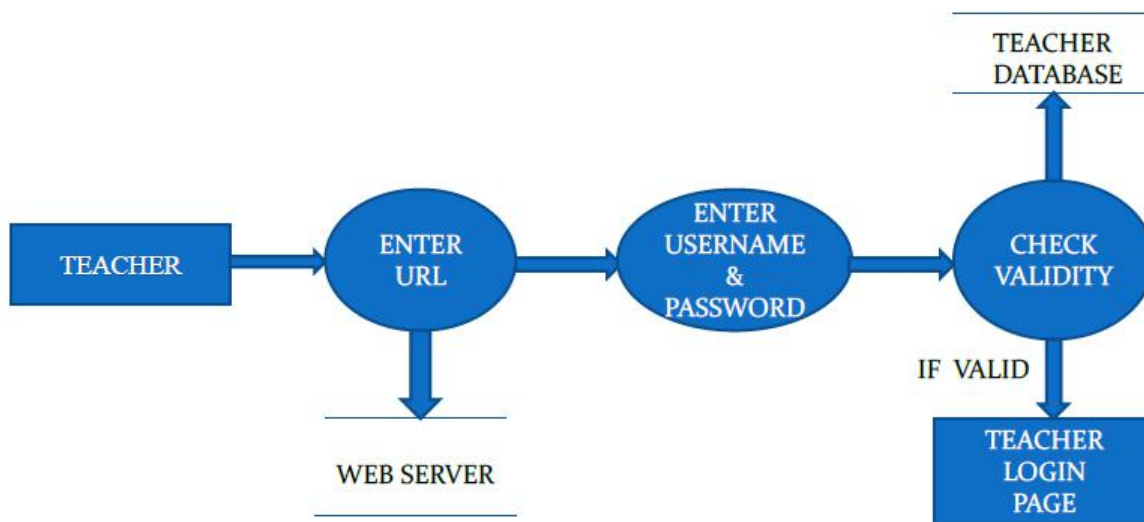 TEACHER
DATABASE
TEACHER
ENTER
URL
ENTER
USERNAME
&
PASSWORD
CHECK
VALIDITY
IF VALID
WEB SERVER
TEACHER
LOGIN
PAGE